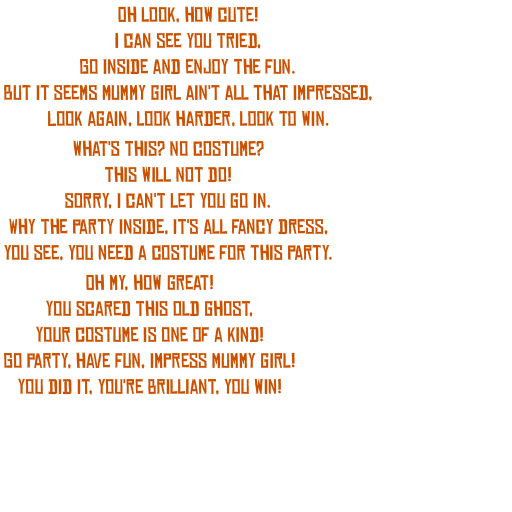 OH LOOK, HOW CUTE!
I CAN SEE YOU TRIED,
GO INSIDE AND ENJOY THE FUN.
BUT IT SEEMS MUMMY GIRL AIN'T ALL THAT IMPRESSED,
LOOK AGAIN, LOOK HARDER, LOOK TO WIN.
WHAT'S THIS? NO COSTUME?
THIS WILL NOT DO!
SORRY, I CAN'T LET YOU GO IN.
WHY THE PARTY INSIDE, IT'S ALL FANCY DRESS,
YOU SEE, YOU NEED A COSTUME FOR THIS PARTY.
OH MY, HOW GREAT!
YOU SCARED THIS OLD GHOST,
YOUR COSTUME IS ONE OF A KIND!
GO PARTY, HAVE FUN, IMPRESS MUMMY GIRL!
YOU DID IT, YOU'RE BRILLIANT, YOU WIN!